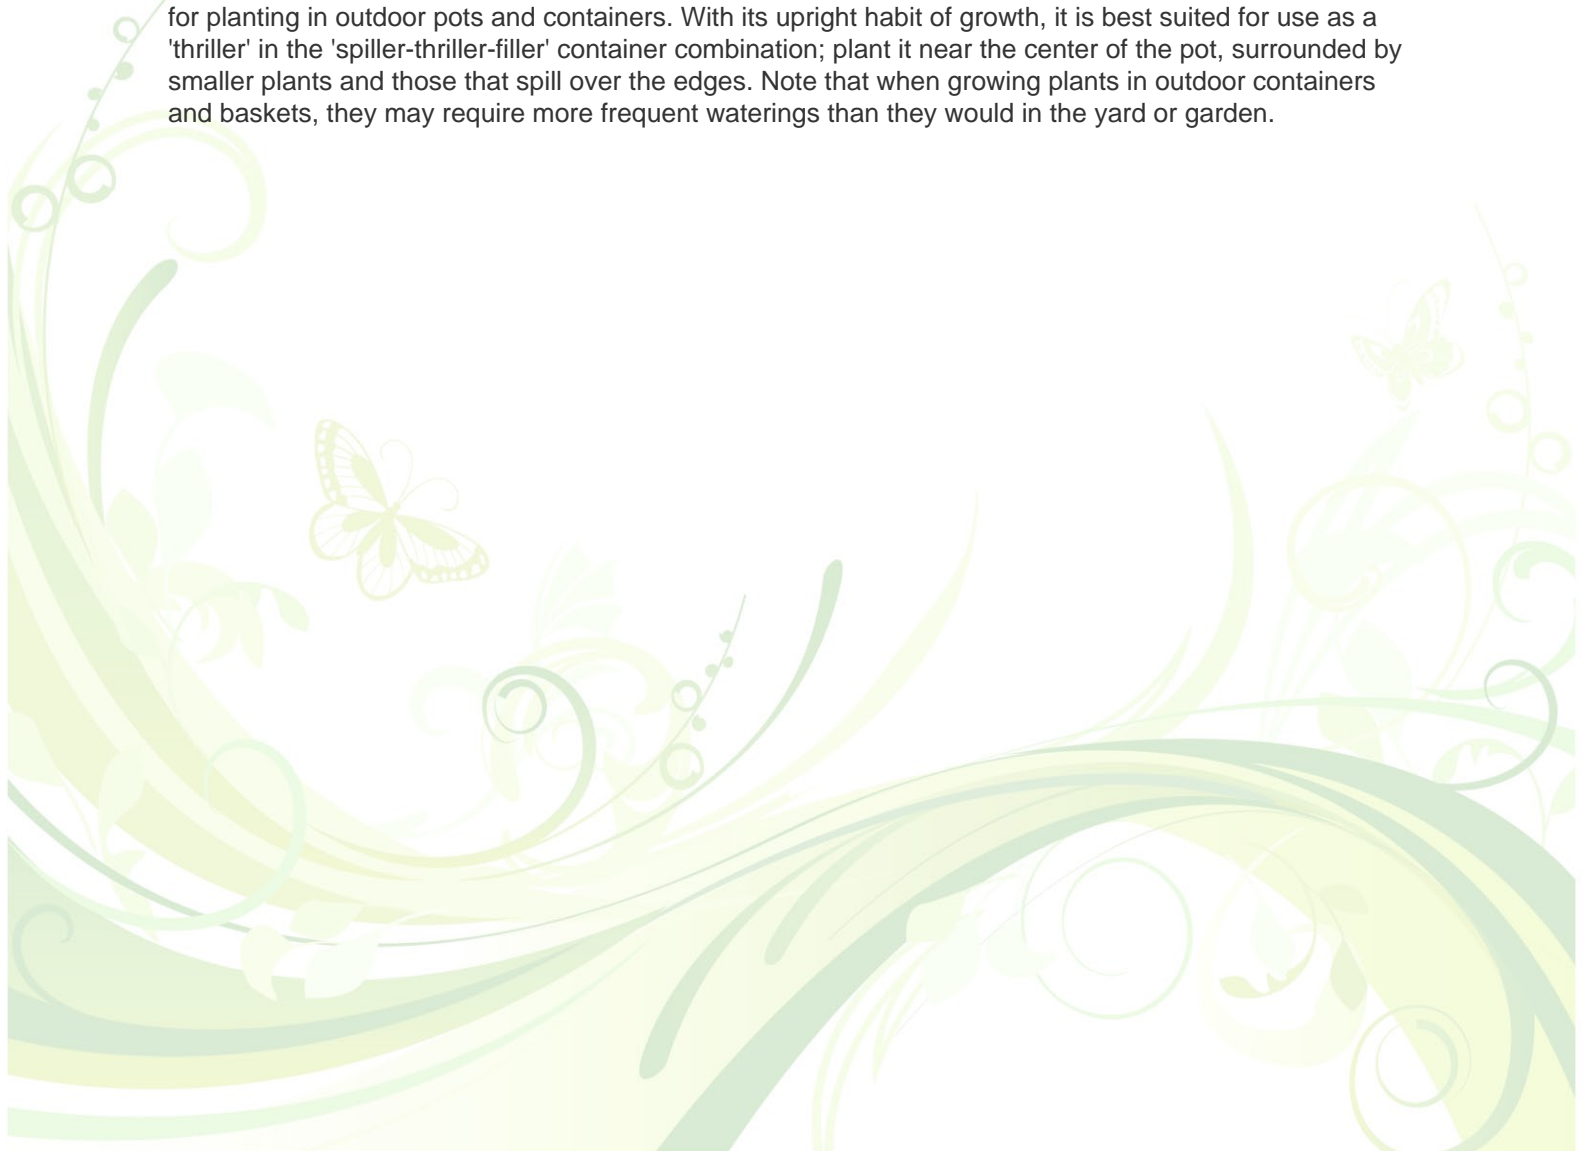 for planting in outdoor pots and containers. With its upright habit of growth, it is best suited for use as a
'thriller' in the 'spiller-thriller-filler' container combination; plant it near the center of the pot, surrounded by
smaller plants and those that spill over the edges. Note that when growing plants in outdoor containers
and baskets, they may require more frequent waterings than they would in the yard or garden.